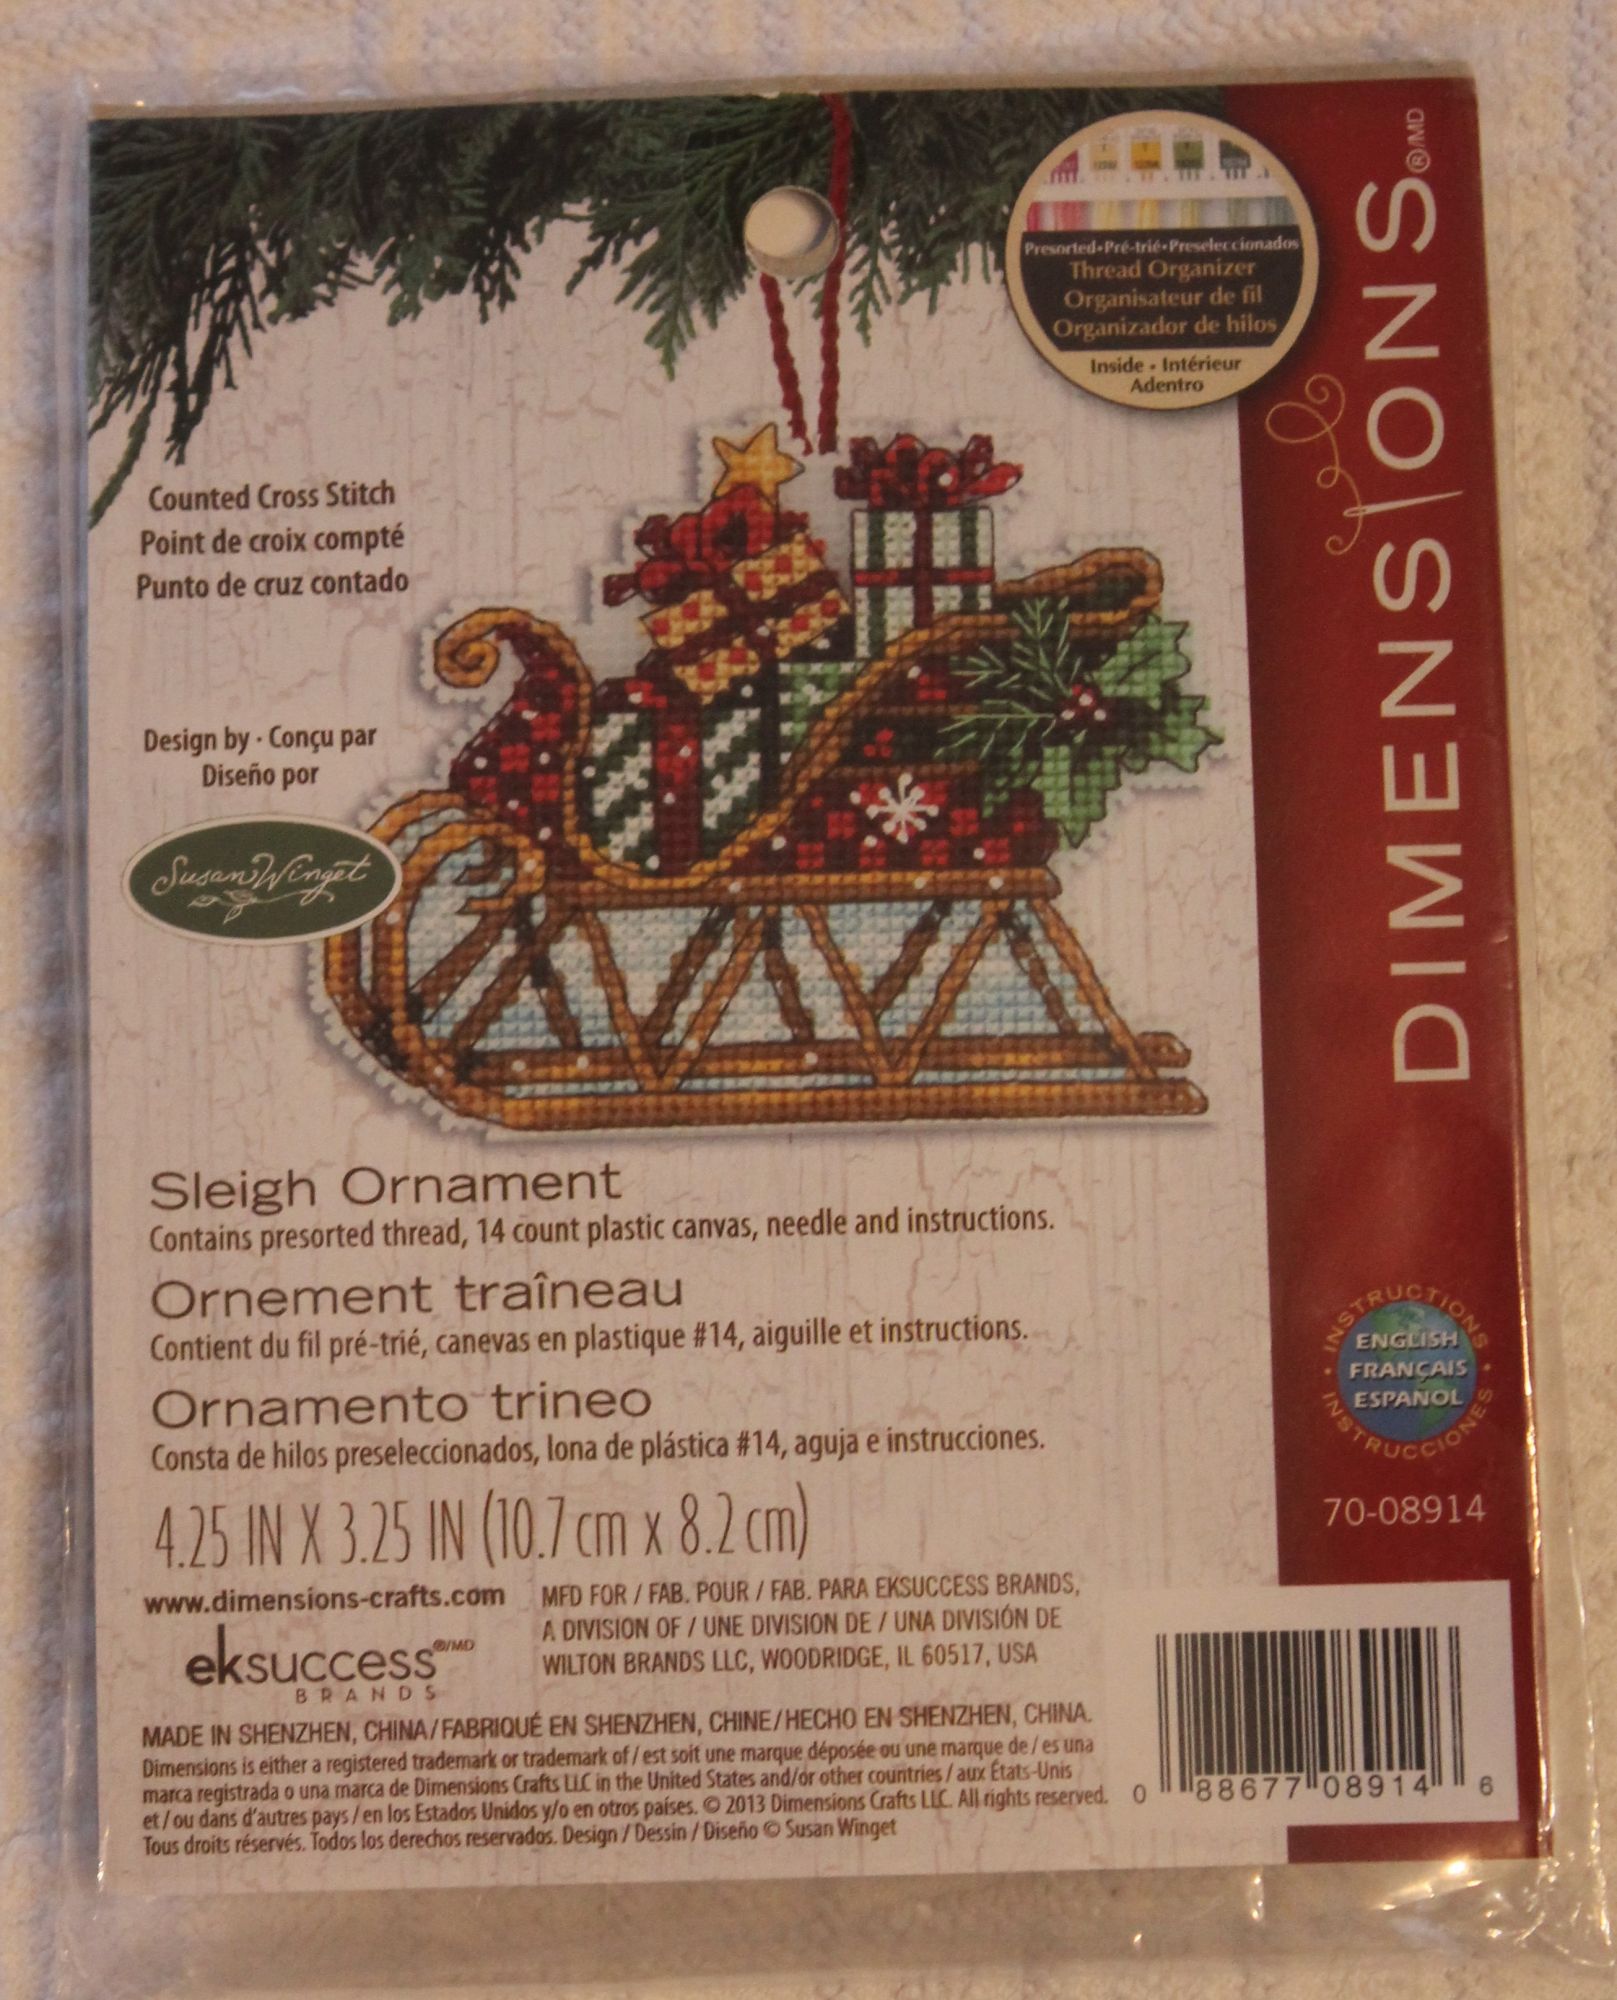 DIMENSIONS®/MD
Presorted•Pré-trié•Preseleccionados
Thread Organizer
Organisateur de fil
Organizador de hilos
Inside • Intérieur
Adentro
Counted Cross Stitch
Point de croix compté
Punto de cruz contado
Design by · Conçu par
Diseño por
Susan Winget
Sleigh Ornament
Contains presorted thread, 14 count plastic canvas, needle and instructions.
Ornement traîneau
Contient du fil pré-trié, canevas en plastique #14, aiguille et instructions.
Ornamento trineo
Consta de hilos preseleccionados, lona de plástica #14, aguja e instrucciones.
4.25 IN X 3.25 IN (10.7 cm x 8.2 cm)
INSTRUCTIONS
ENGLISH
FRANÇAIS
ESPAÑOL
INSTRUCCIONES
70-08914
www.dimensions-crafts.com
eksuccess®/MD
BRANDS
MFD FOR / FAB. POUR / FAB. PARA EKSUCCESS BRANDS,
A DIVISION OF / UNE DIVISION DE / UNA DIVISIÓN DE
WILTON BRANDS LLC, WOODRIDGE, IL 60517, USA
MADE IN SHENZHEN, CHINA/FABRIQUÉ EN SHENZHEN, CHINE/HECHO EN SHENZHEN, CHINA.
Dimensions is either a registered trademark or trademark of / est soit une marque déposée ou une marque de / es una
marca registrada o una marca de Dimensions Crafts LLC in the United States and/or other countries / aux États-Unis
et / ou dans d'autres pays / en los Estados Unidos y/o en otros países. © 2013 Dimensions Crafts LLC. All rights reserved.
Tous droits réservés. Todos los derechos reservados. Design / Dessin / Diseño © Susan Winget
0 88677 08914 6